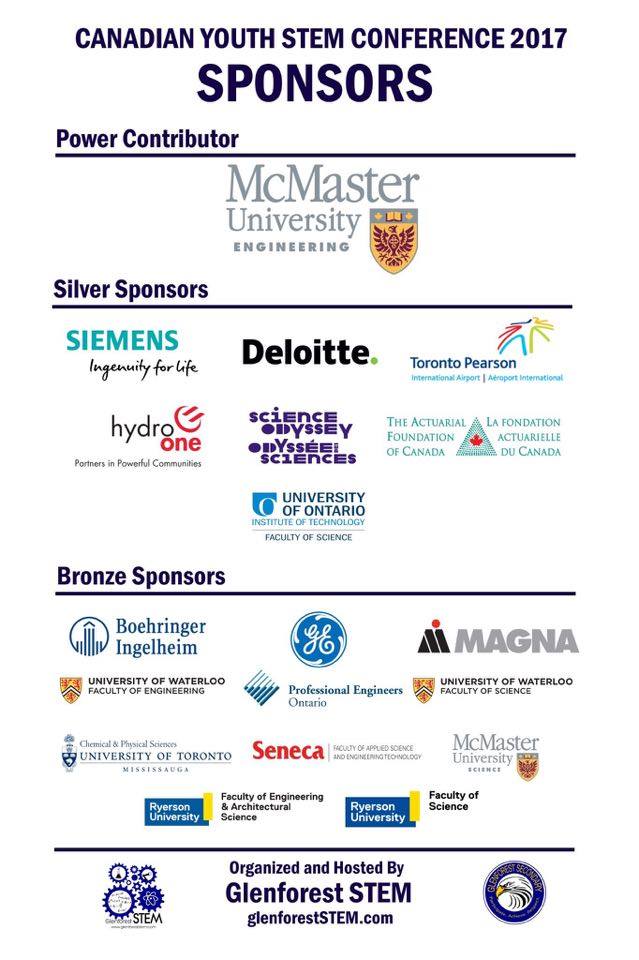 CANADIAN YOUTH STEM CONFERENCE 2017
SPONSORS
Power Contributor
McMaster
University
ENGINEERING
Silver Sponsors
SIEMENS
Ingenuity for life
Deloitte.
Toronto Pearson
International Airport | Aéroport International
hydro
one
Partners in Powerful Communities
SCIENCE
ODYSSEY
ODYSSÉE DES
SCIENCES
THE ACTUARIAL
FOUNDATION
OF CANADA
LA FONDATION
ACTUARIELLE
DU CANADA
UNIVERSITY
OF ONTARIO
INSTITUTE OF TECHNOLOGY
FACULTY OF SCIENCE
Bronze Sponsors
Boehringer
Ingelheim
GE
MAGNA
UNIVERSITY OF WATERLOO
FACULTY OF ENGINEERING
Professional Engineers
Ontario
UNIVERSITY OF WATERLOO
FACULTY OF SCIENCE
Chemical & Physical Sciences
UNIVERSITY OF TORONTO
MISSISSAUGA
Seneca
FACULTY OF APPLIED SCIENCE
AND ENGINEERING TECHNOLOGY
McMaster
University
SCIENCE
Ryerson
University
Faculty of Engineering
& Architectural
Science
Ryerson
University
Faculty of
Science
Glenforest STEM
www.glenforeststem.com
Organized and Hosted By
Glenforest STEM
glenforestSTEM.com
GLENFOREST SECONDARY